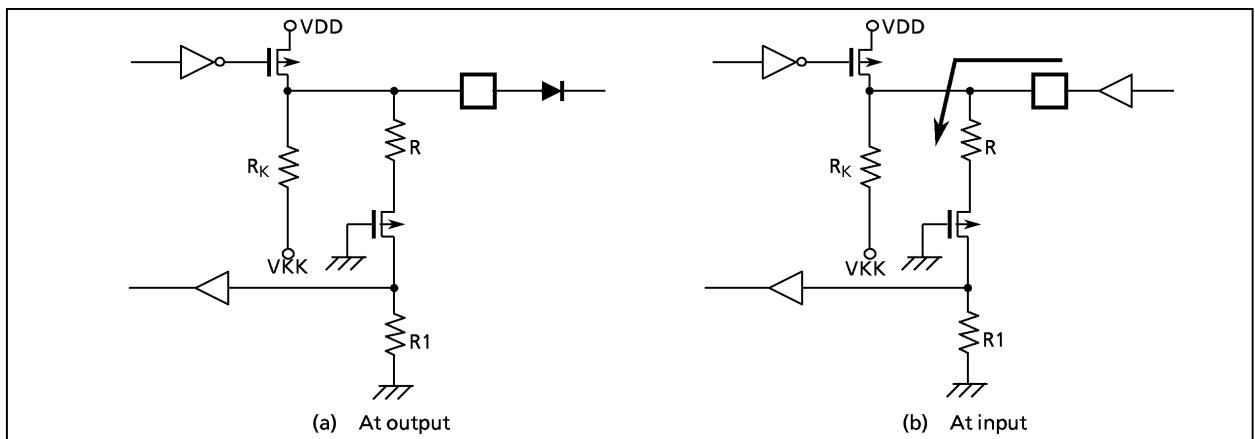 VDD
R
RK
VKK
R1
(a) At output
VDD
R
RK
VKK
R1
(b) At input